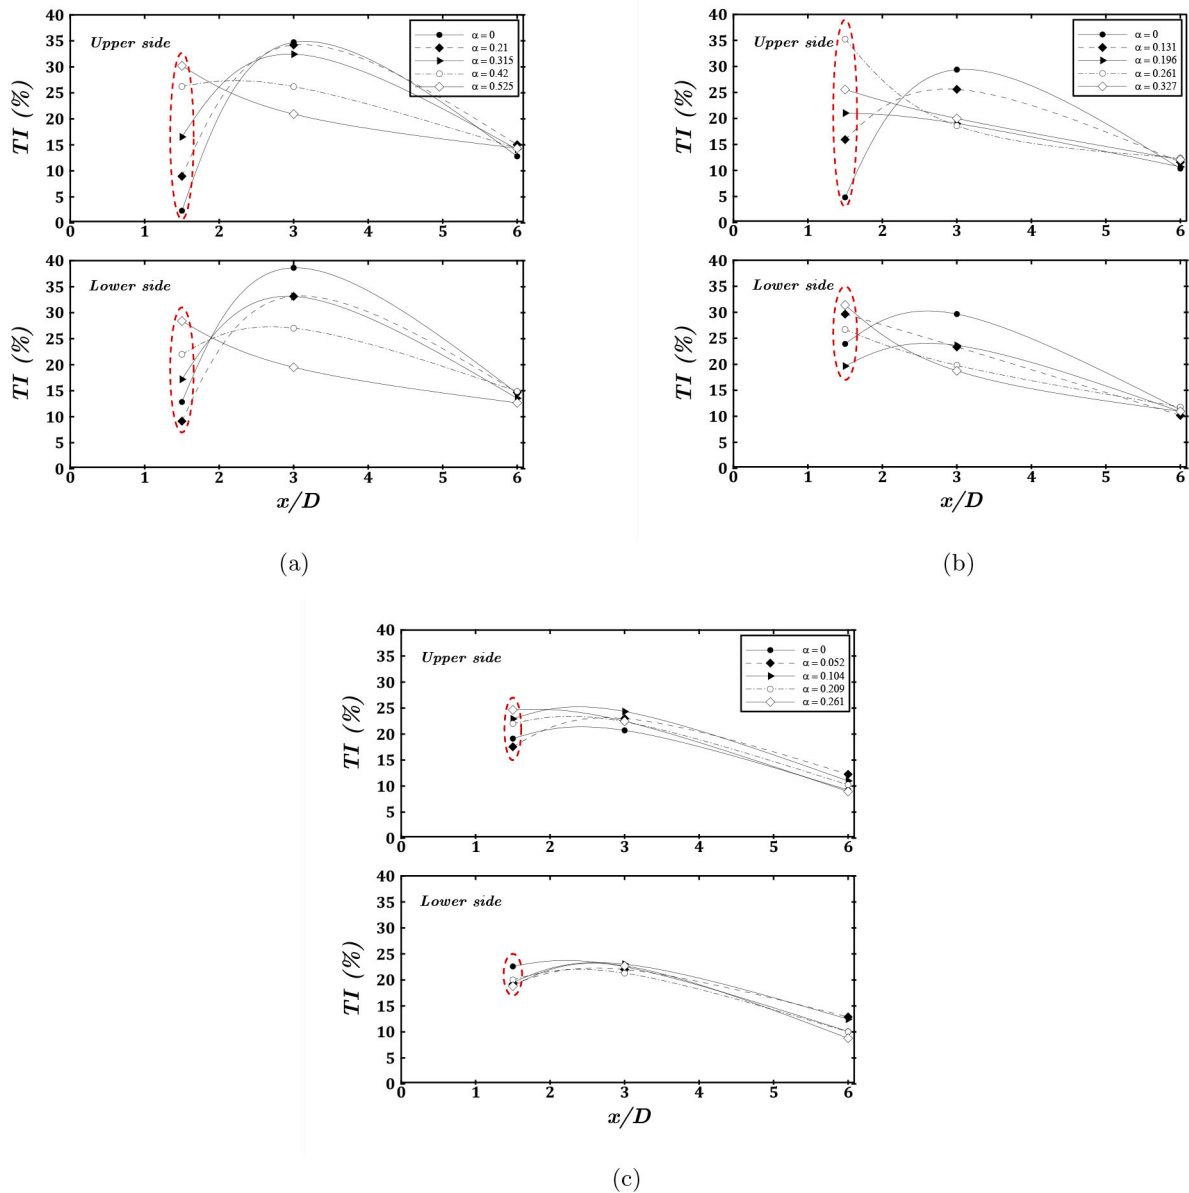 Upper side
α = 0
α = 0.21
α = 0.315
α = 0.42
α = 0.525
TI (%)
40
35
30
25
20
15
10
5
0
0 1 2 3 4 5 6
Lower side
TI (%)
40
35
30
25
20
15
10
5
0
0 1 2 3 4 5 6
x/D
(a)
Upper side
α = 0
α = 0.131
α = 0.196
α = 0.261
α = 0.327
TI (%)
40
35
30
25
20
15
10
5
0
0 1 2 3 4 5 6
Lower side
TI (%)
40
35
30
25
20
15
10
5
0
0 1 2 3 4 5 6
x/D
(b)
Upper side
α = 0
α = 0.052
α = 0.104
α = 0.209
α = 0.261
TI (%)
40
35
30
25
20
15
10
5
0
0 1 2 3 4 5 6
Lower side
TI (%)
40
35
30
25
20
15
10
5
0
0 1 2 3 4 5 6
x/D
(c)